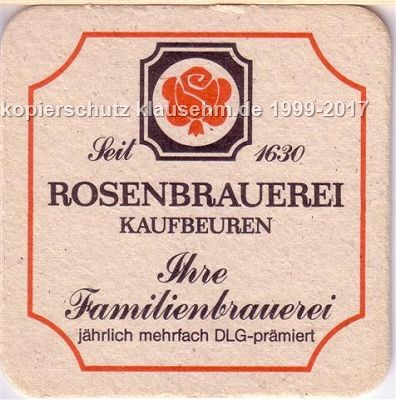 kopierschutz klausehm.de 1999-2017
Seit 1630
ROSENBRAUEREI
KAUFBEUREN
Ihre
Familienbrauerei
jährlich mehrfach DLG-prämiert